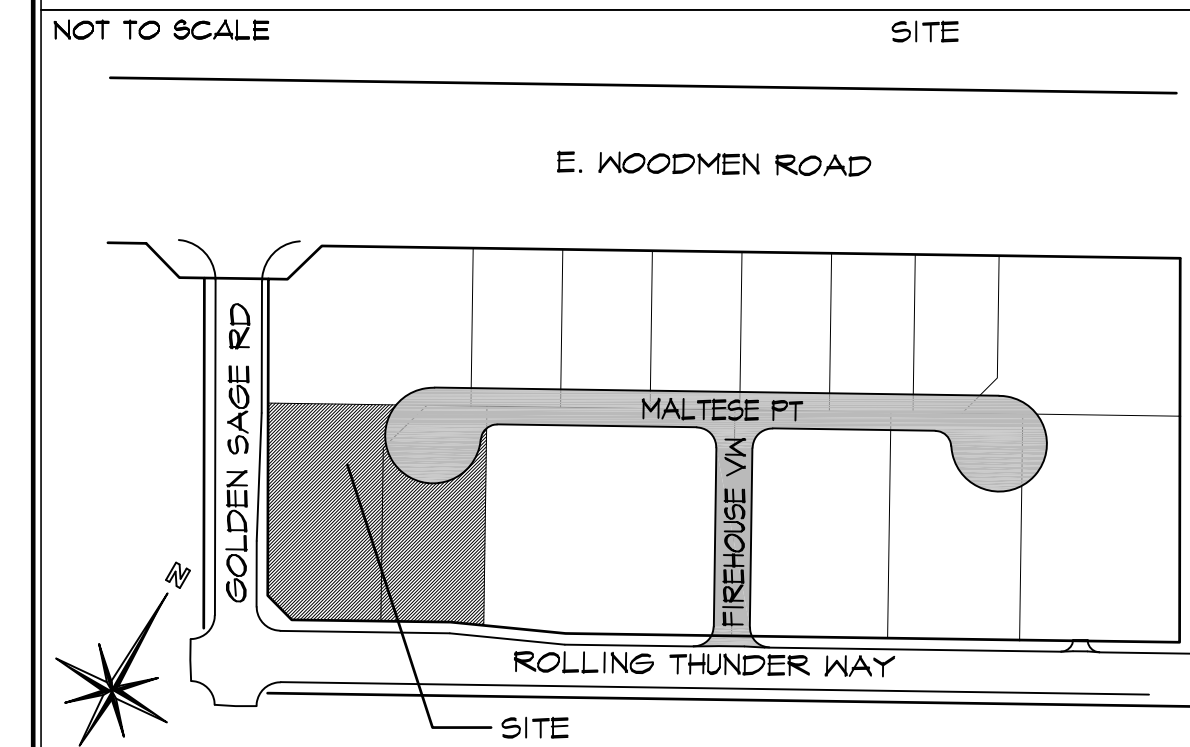 NOT TO SCALE
SITE
E. WOODMEN ROAD
GOLDEN SAGE RD
MALTESE PT
FIREHOUSE VW
N
ROLLING THUNDER WAY
SITE